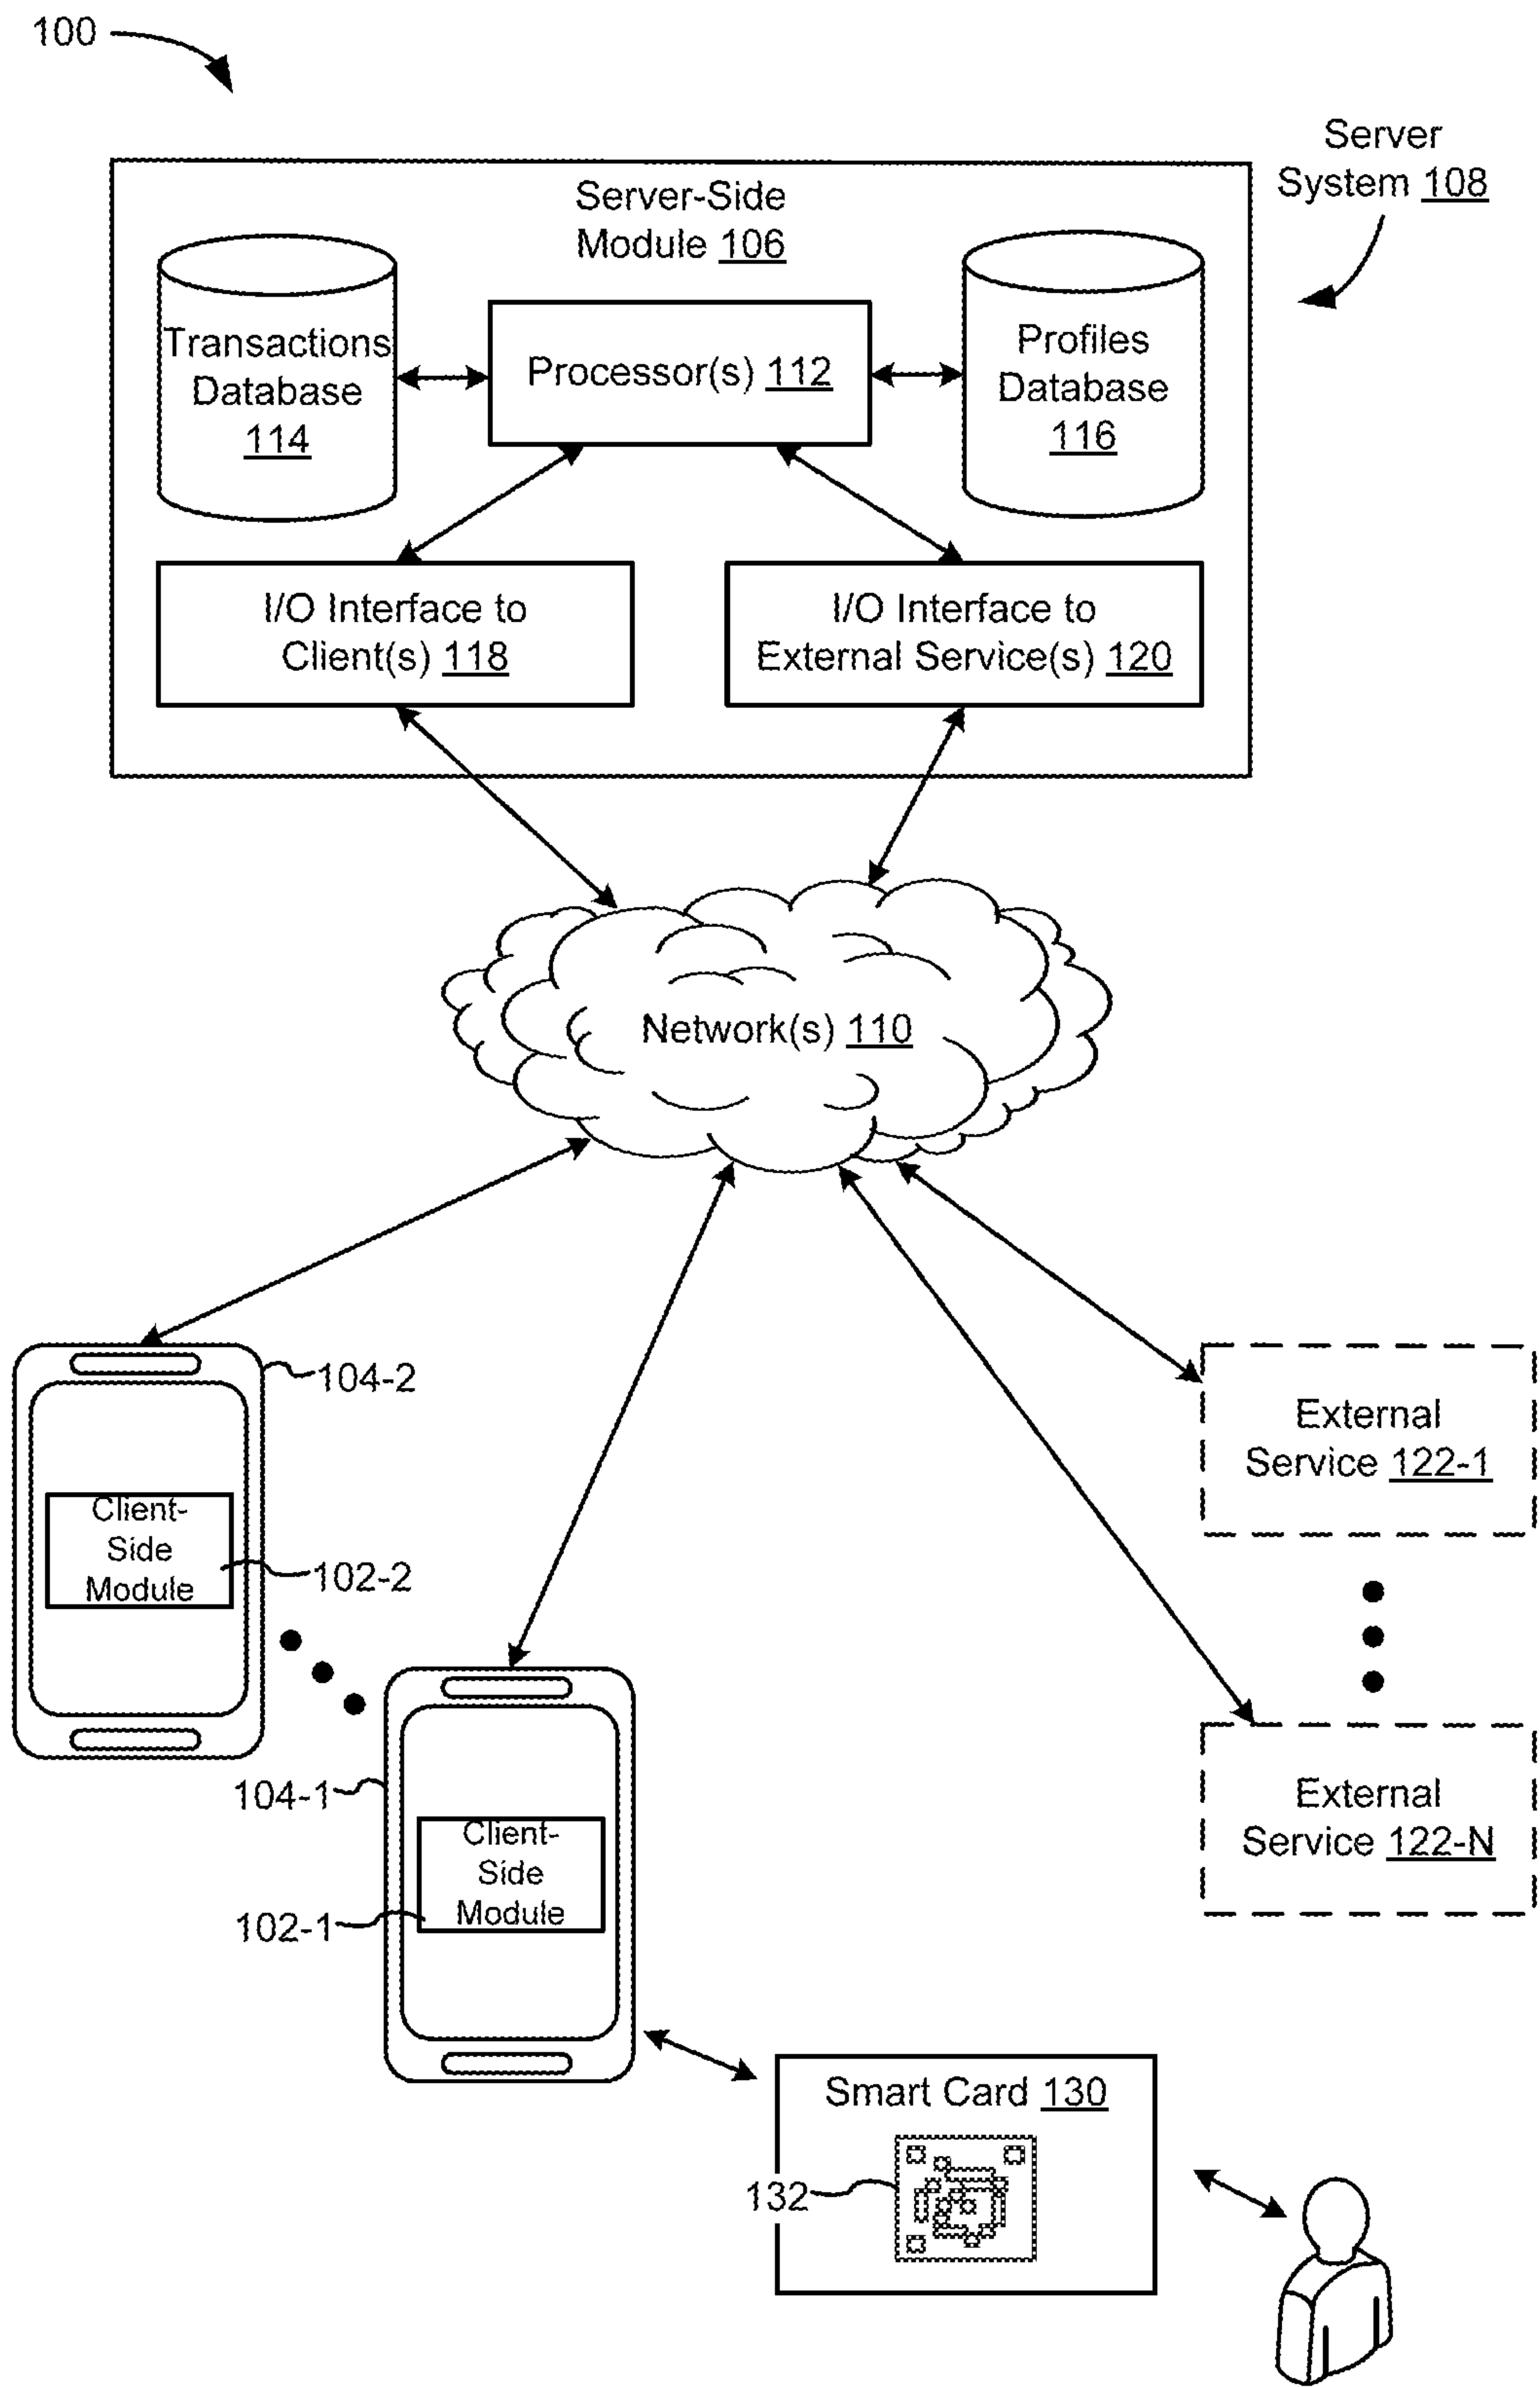 100
Server
System 108
Server-Side
Module 106
Transactions
Database
114
Processor(s) 112
Profiles
Database
116
I/O Interface to
Client(s) 118
I/O Interface to
External Service(s) 120
Network(s) 110
104-2
Client-
Side
Module
102-2
External
Service 122-1
104-1
Client-
Side
Module
102-1
External
Service 122-N
Smart Card 130
132